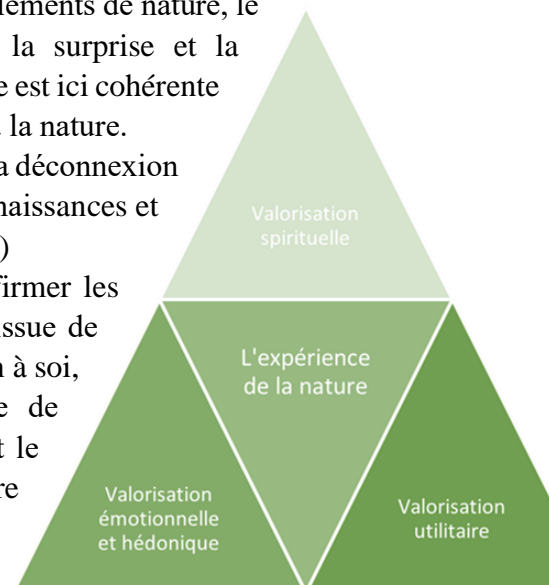 éléments de nature, le
la surprise et la
e est ici cohérente
la nature.
a déconnexion
naissances et
)
firmer les
issue de
n à soi,
e de
t le
re
Valorisation
spirituelle
L'expérience
de la nature
Valorisation
émotionnelle
et hédonique
Valorisation
utilitaire